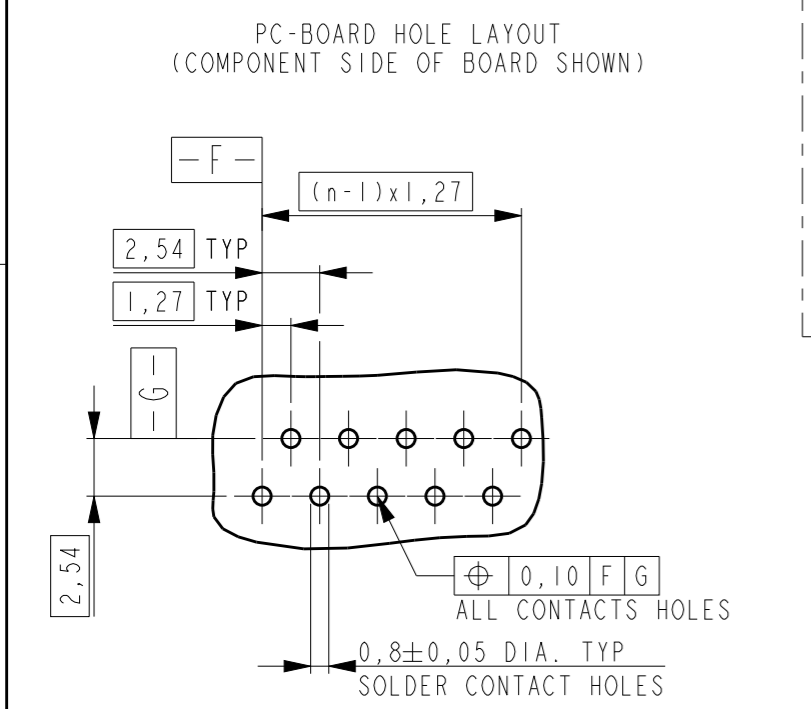 PC-BOARD HOLE LAYOUT
(COMPONENT SIDE OF BOARD SHOWN)
-F-
(n-1)x1,27
2,54 TYP
1,27 TYP
-G-
2,54
⌖ 0,10 F G
ALL CONTACTS HOLES
0,8±0,05 DIA. TYP
SOLDER CONTACT HOLES